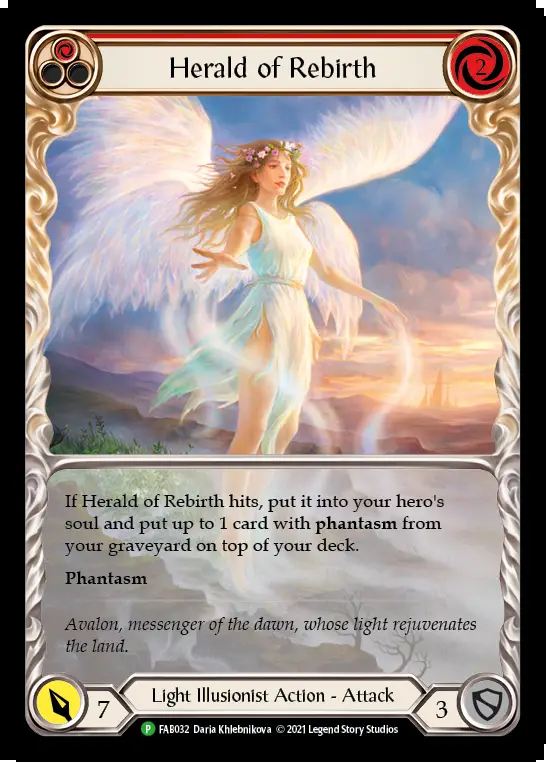 Herald of Rebirth
2
If Herald of Rebirth hits, put it into your hero's
soul and put up to 1 card with phantasm from
your graveyard on top of your deck.
Phantasm
Avalon, messenger of the dawn, whose light rejuvenates
the land.
7
Light Illusionist Action - Attack
3
P FAB032 Daria Khlebnikova © 2021 Legend Story Studios